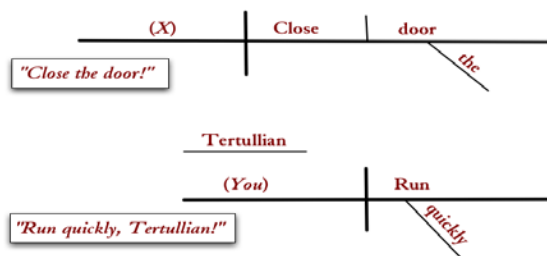 (X) Close door
the
"Close the door!"
Tertullian
(You) Run
quickly
"Run quickly, Tertullian!"